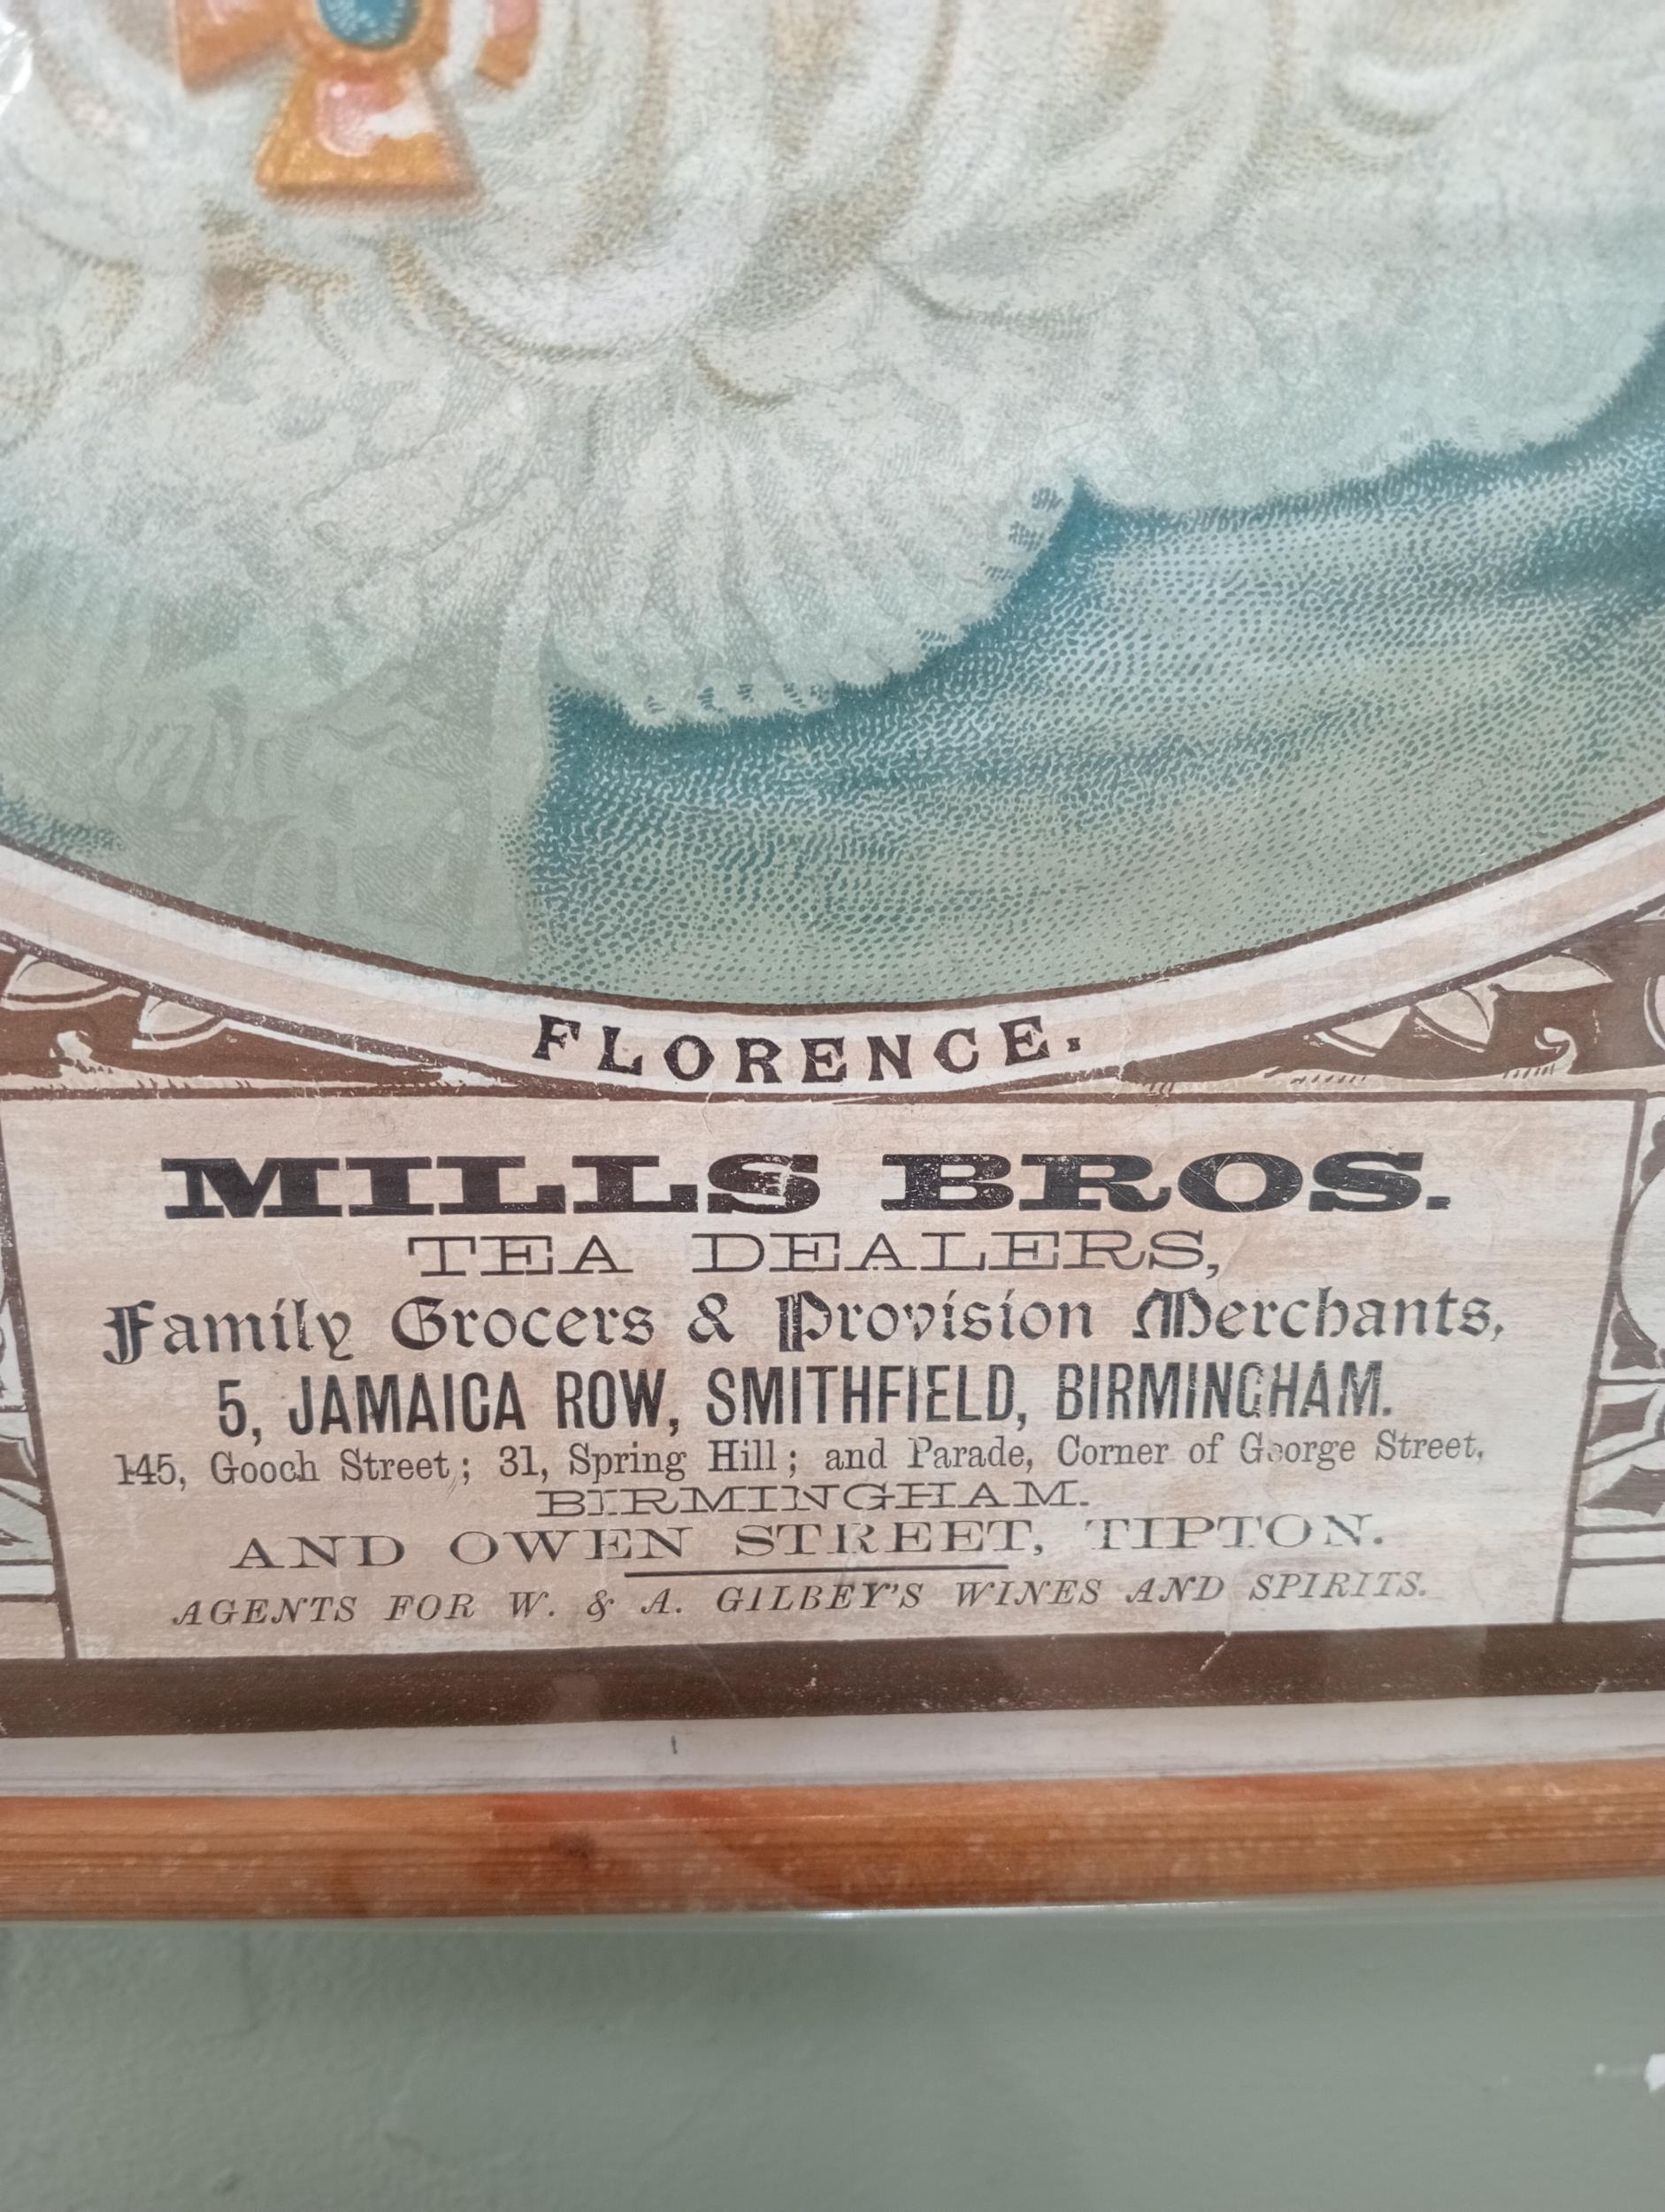 FLORENCE.
MILLS BROS.
TEA DEALERS,
Family Grocers & Provision Merchants,
5, JAMAICA ROW, SMITHFIELD, BIRMINGHAM.
145, Gooch Street; 31, Spring Hill; and Parade, Corner of George Street,
BIRMINGHAM.
AND OWEN STREET, TIPTON.
AGENTS FOR W. & A. GILBEY'S WINES AND SPIRITS.